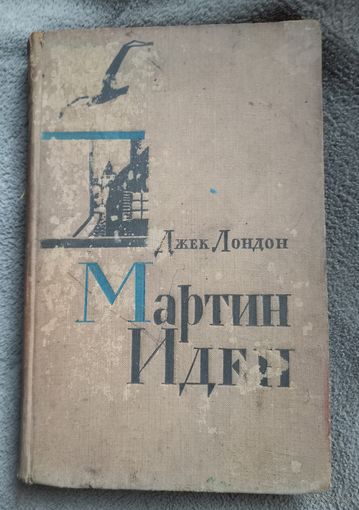 Джек Лондон
Мартин
Иден